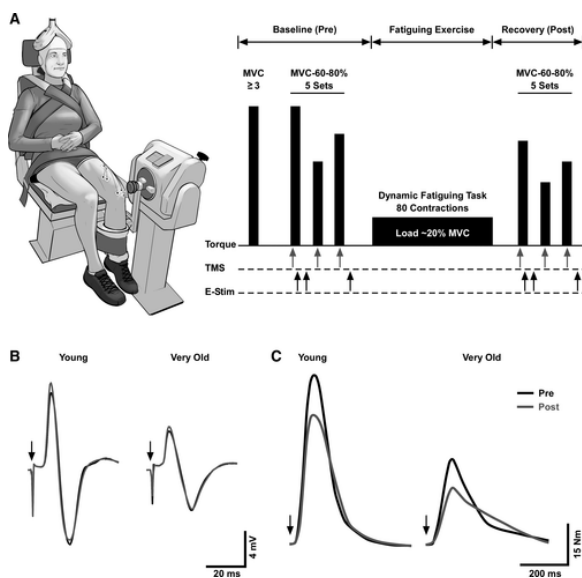 A
Baseline (Pre)
Fatiguing Exercise
Recovery (Post)
MVC
≥ 3
MVC-60-80%
5 Sets
MVC-60-80%
5 Sets
Dynamic Fatiguing Task
80 Contractions
Load ~20% MVC
Torque
TMS
E-Stim
B
Young
Very Old
4 mV
20 ms
C
Young
Very Old
Pre
Post
15 Nm
200 ms